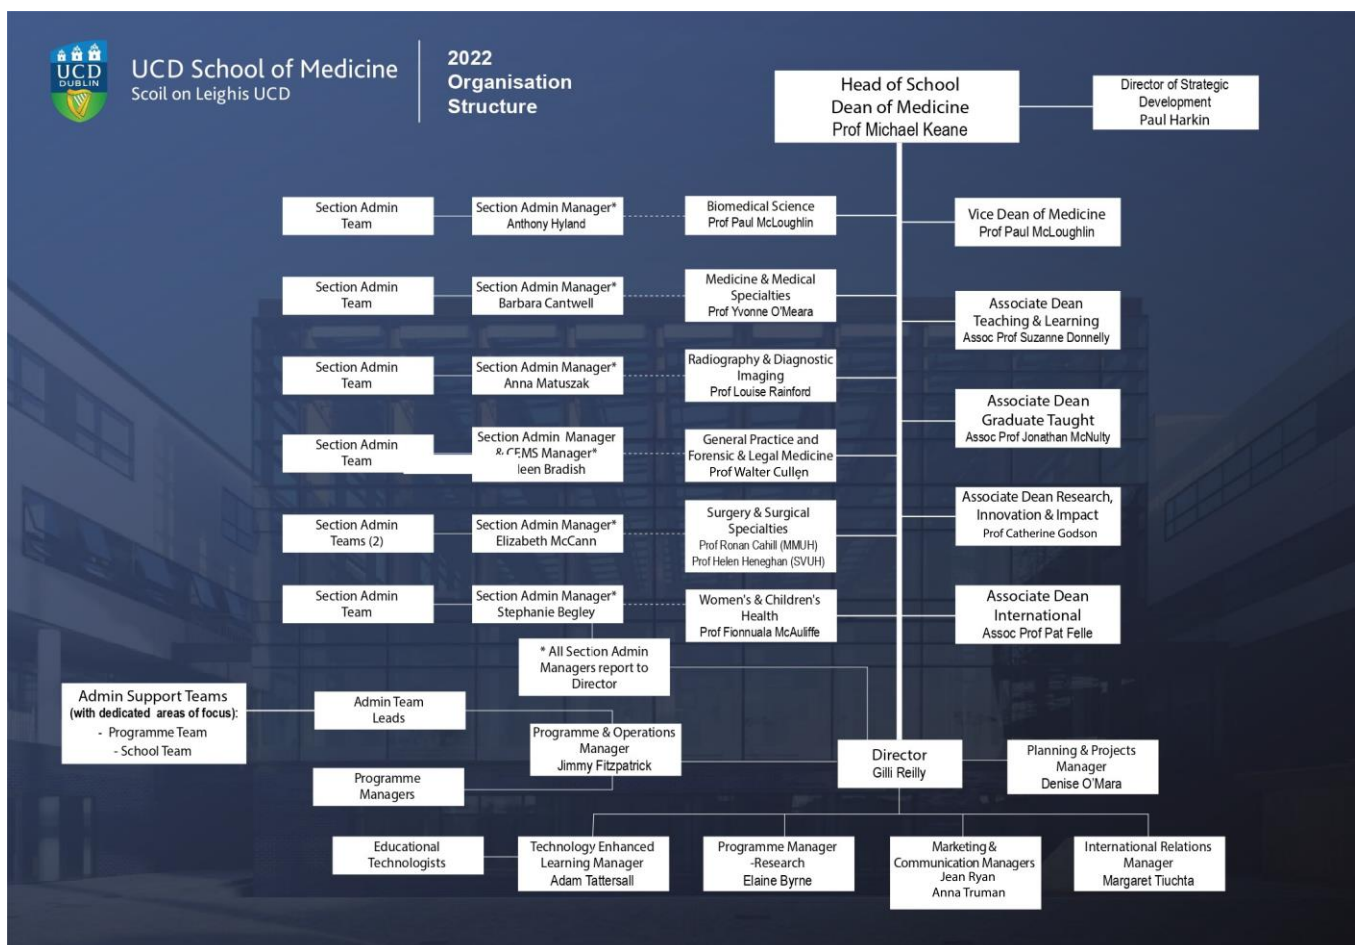 UCD
DUBLIN
UCD School of Medicine
Scoil on Leighis UCD
2022
Organisation
Structure
Head of School
Dean of Medicine
Prof Michael Keane
Director of Strategic
Development
Paul Harkin
Section Admin
Team
Section Admin Manager*
Anthony Hyland
Biomedical Science
Prof Paul McLoughlin
Vice Dean of Medicine
Prof Paul McLoughlin
Section Admin
Team
Section Admin Manager*
Barbara Cantwell
Medicine & Medical
Specialties
Prof Yvonne O'Meara
Associate Dean
Teaching & Learning
Assoc Prof Suzanne Donnelly
Section Admin
Team
Section Admin Manager*
Anna Matuszak
Radiography & Diagnostic
Imaging
Prof Louise Rainford
Associate Dean
Graduate Taught
Assoc Prof Jonathan McNulty
Section Admin
Team
Section Admin Manager
& CEMS Manager*
leen Bradish
General Practice and
Forensic & Legal Medicine
Prof Walter Cullen
Associate Dean Research,
Innovation & Impact
Prof Catherine Godson
Section Admin
Teams (2)
Section Admin Manager*
Elizabeth McCann
Surgery & Surgical
Specialties
Prof Ronan Cahill (MMUH)
Prof Helen Heneghan (SVUH)
Section Admin
Team
Section Admin Manager*
Stephanie Begley
Women's & Children's
Health
Prof Fionnuala McAuliffe
Associate Dean
International
Assoc Prof Pat Felle
* All Section Admin
Managers report to
Director
Admin Support Teams
(with dedicated areas of focus):
- Programme Team
- School Team
Admin Team
Leads
Programme & Operations
Manager
Jimmy Fitzpatrick
Programme
Managers
Director
Gilli Reilly
Planning & Projects
Manager
Denise O'Mara
Educational
Technologists
Technology Enhanced
Learning Manager
Adam Tattersall
Programme Manager
-Research
Elaine Byrne
Marketing &
Communication Managers
Jean Ryan
Anna Truman
International Relations
Manager
Margaret Tiuchta